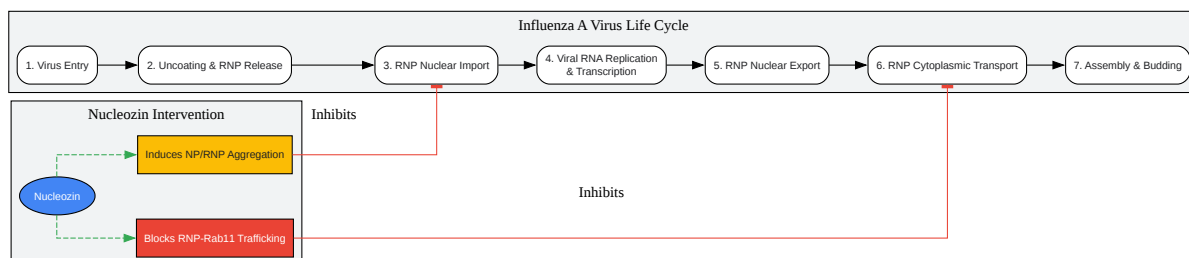 Influenza A Virus Life Cycle
1. Virus Entry
2. Uncoating & RNP Release
3. RNP Nuclear Import
4. Viral RNA Replication
& Transcription
5. RNP Nuclear Export
6. RNP Cytoplasmic Transport
7. Assembly & Budding
Nucleozin Intervention
Inhibits
Induces NP/RNP Aggregation
Nucleozin
Inhibits
Blocks RNP-Rab11 Trafficking